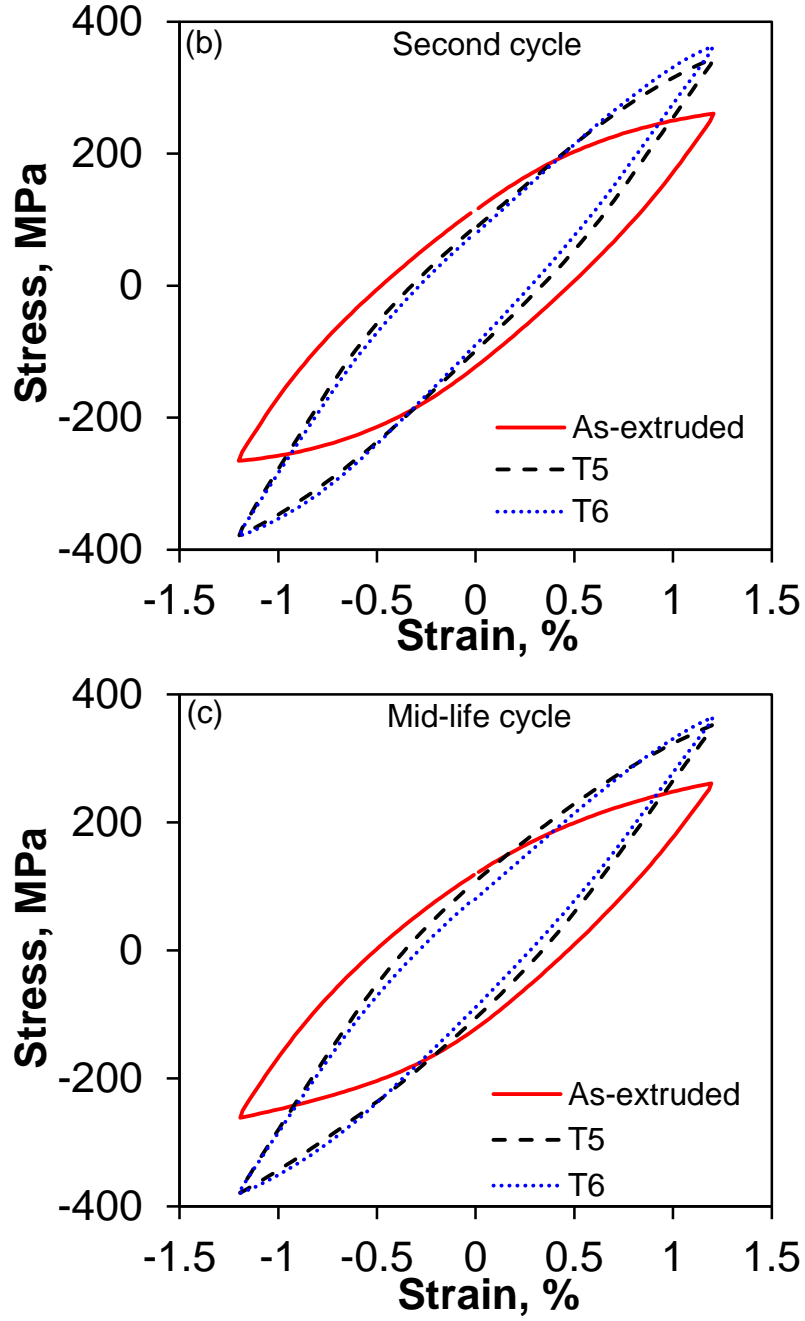 (b)
Second cycle
400
200
0
-200
-400
Stress, MPa
As-extruded
T5
T6
-1.5 -1 -0.5 0 0.5 1 1.5
Strain, %
(c)
Mid-life cycle
400
200
0
-200
-400
Stress, MPa
As-extruded
T5
T6
-1.5 -1 -0.5 0 0.5 1 1.5
Strain, %